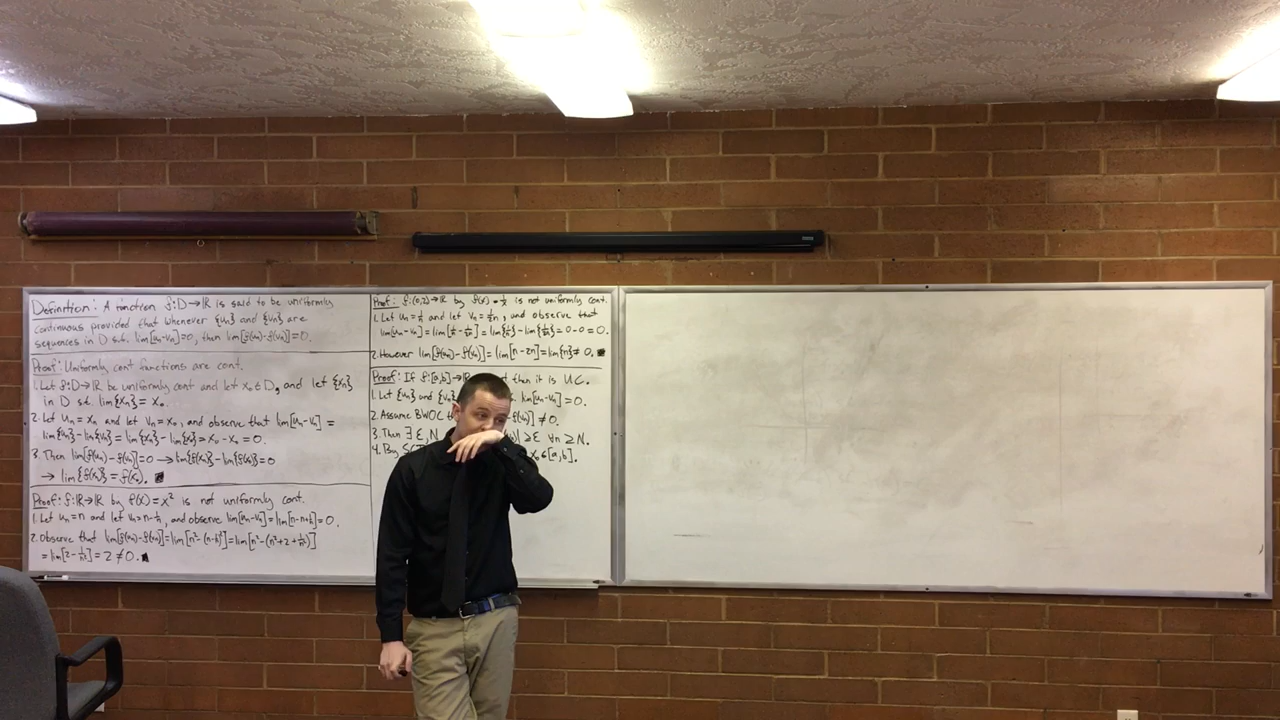 Definition: A function f:D→ℝ is said to be uniformly
continuous provided that whenever {un} and {vn} are
sequences in D s.t. lim[un-vn]=0, then lim[f(un)-f(vn)]=0.
Proof: Uniformly cont functions are cont.
1. Let f:D→ℝ be uniformly cont and let x₀∈D, and let {xn}
in D s.t. lim{xn}=x₀.
2. Let un=xn and let vn=x₀, and observe that lim[un-vn]=
lim{un}-lim{vn}=lim{xn}-lim{x₀}=x₀-x₀=0.
3. Then lim[f(un)-f(vn)]=0→lim{f(xn)}-lim{f(x₀)}=0
→lim{f(xn)}=f(x₀). ■
Proof: f:ℝ→ℝ by f(x)=x² is not uniformly cont.
1. Let un=n and let vn=n-1/n, and observe lim[un-vn]=lim[n-n+1/n]=0.
2. Observe that lim[f(un)-f(vn)]=lim[n²-(n-1/n)²]=lim[n²-(n²+2+1/n²)]
=lim[2-1/n²]=2≠0. ■
Proof: f:(0,2)→ℝ by f(x)=1/x is not uniformly cont.
1. Let un=1/n and let vn=1/2n, and observe that
lim[un-vn]=lim[1/n-1/2n]=lim{1/n}-lim{1/2n}=0-0=0.
2. However lim[f(un)-f(vn)]=lim[n-2n]=lim{n}≠0. ■
Proof: If f:[a,b]→ then it is UC.
1. Let {un} and {vn} lim[un-vn]=0.
2. Assume BWOC f(vn)]≠0.
3. Then ∃ ε,N |≥ε ∀n≥N.
4. By x₀∈[a,b].